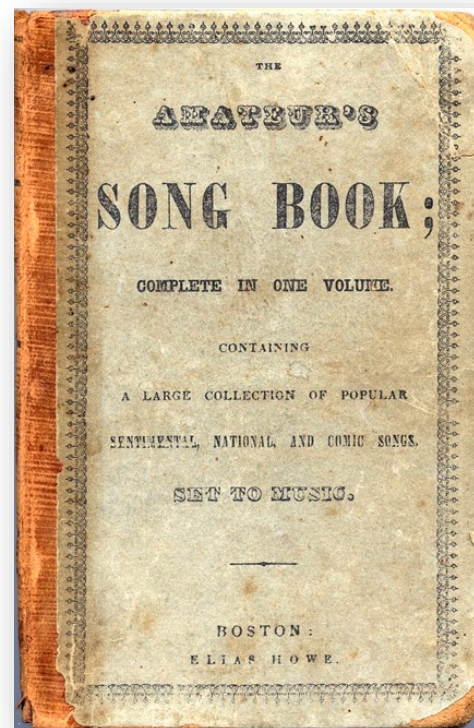 THE
AMATEUR'S
SONG BOOK;
COMPLETE IN ONE VOLUME.
CONTAINING
A LARGE COLLECTION OF POPULAR
SENTIMENTAL, NATIONAL, AND COMIC SONGS.
SET TO MUSIC.
BOSTON:
ELIAS HOWE.